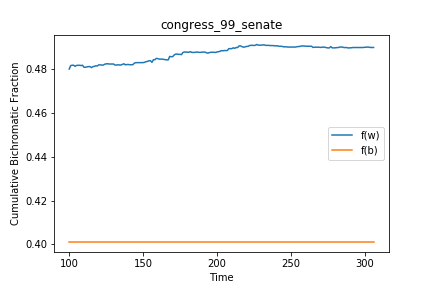 congress_99_senate
Cumulative Bichromatic Fraction
0.48
0.46
0.44
0.42
0.40
f(w)
f(b)
100
150
200
250
300
Time